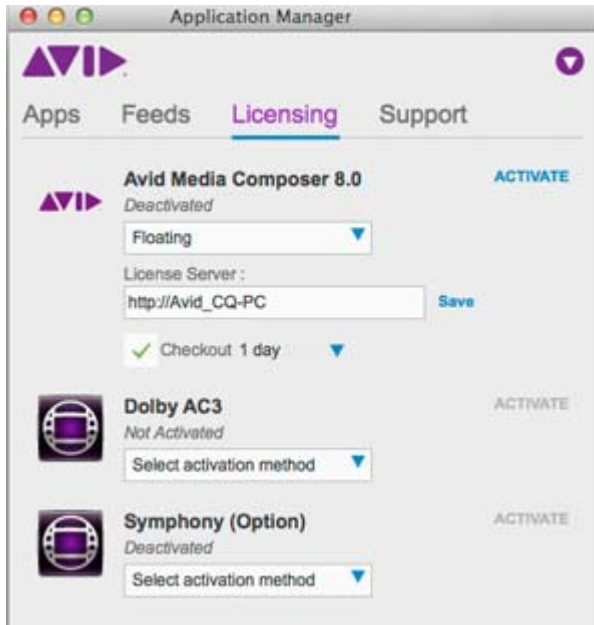 Application Manager
AVID
Apps Feeds Licensing Support
Avid Media Composer 8.0 ACTIVATE
AVID Deactivated
Floating
License Server :
http://Avid_CQ-PC Save
Checkout 1 day
Dolby AC3 ACTIVATE
Not Activated
Select activation method
Symphony (Option) ACTIVATE
Deactivated
Select activation method